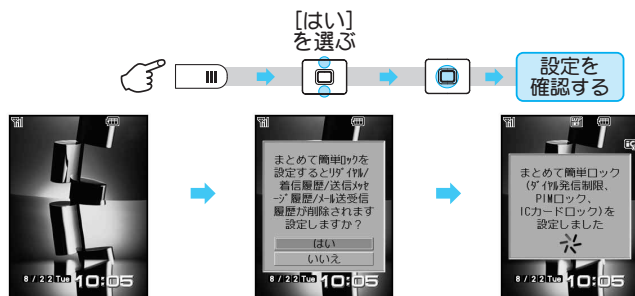 [はい]
を選ぶ
設定を
確認する
8/22 Tue 10:05
まとめて簡単ﾛｯｸを
設定するとﾘﾀﾞｲﾔﾙ/
着信履歴/送信ﾒｯｾ
ｰｼﾞ履歴/ﾒｰﾙ送受信
履歴が削除されます
設定しますか?
はい
いいえ
8/22 Tue 10:05
まとめて簡単ロック
(ﾀﾞｲﾔﾙ発信制限、
PIMロック、
ICカードロック)を
設定しました
8/22 Tue 10:05